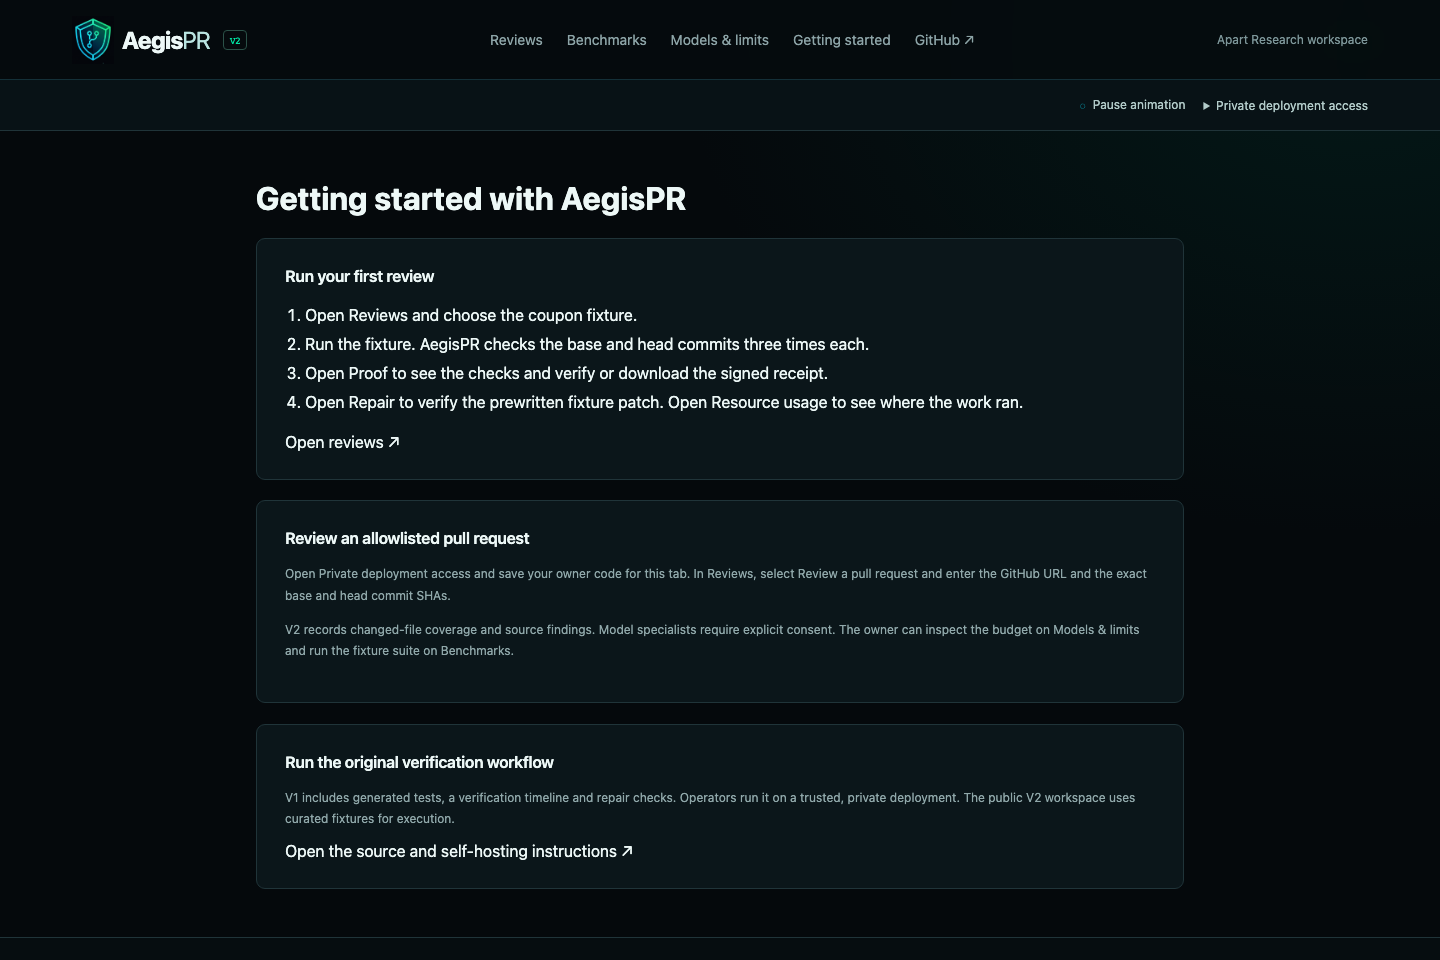 AegisPR V2
Reviews Benchmarks Models & limits Getting started GitHub ↗
Apart Research workspace
Pause animation ▶ Private deployment access
Getting started with AegisPR
Run your first review
1. Open Reviews and choose the coupon fixture.
2. Run the fixture. AegisPR checks the base and head commits three times each.
3. Open Proof to see the checks and verify or download the signed receipt.
4. Open Repair to verify the prewritten fixture patch. Open Resource usage to see where the work ran.
Open reviews ↗
Review an allowlisted pull request
Open Private deployment access and save your owner code for this tab. In Reviews, select Review a pull request and enter the GitHub URL and the exact
base and head commit SHAs.
V2 records changed-file coverage and source findings. Model specialists require explicit consent. The owner can inspect the budget on Models & limits
and run the fixture suite on Benchmarks.
Run the original verification workflow
V1 includes generated tests, a verification timeline and repair checks. Operators run it on a trusted, private deployment. The public V2 workspace uses
curated fixtures for execution.
Open the source and self-hosting instructions ↗